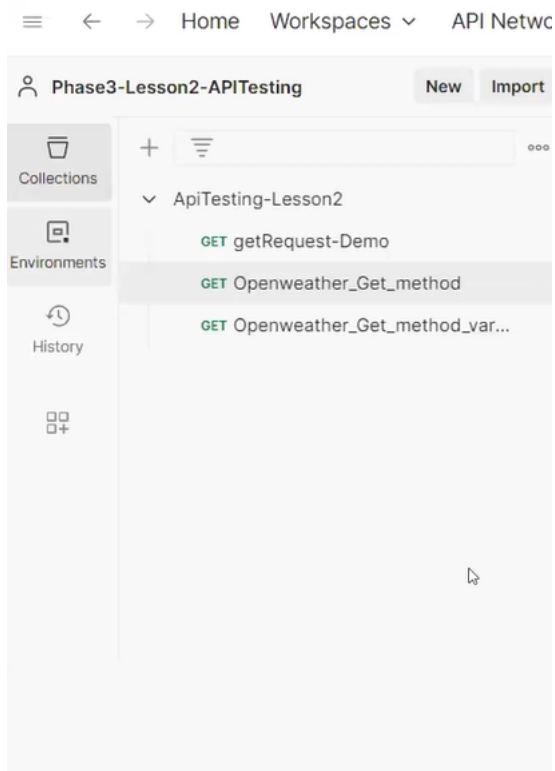 Home Workspaces API Netwo
Phase3-Lesson2-APITesting New Import
Collections
ApiTesting-Lesson2
GET getRequest-Demo
Environments
GET Openweather_Get_method
GET Openweather_Get_method_var...
History